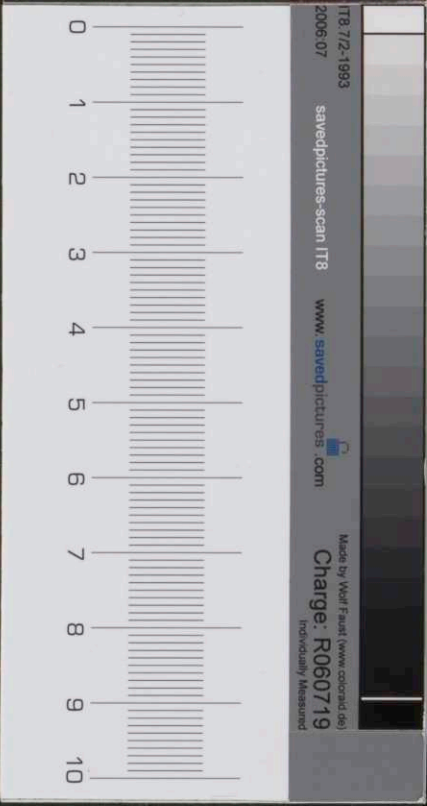 IT8.7/2-1993
2006:07
savedpictures-scan IT8
www.savedpictures.com
Made by Wolf Faust (www.coloraid.de)
Charge: R060719
Individually Measured
0
1
2
3
4
5
6
7
8
9
10